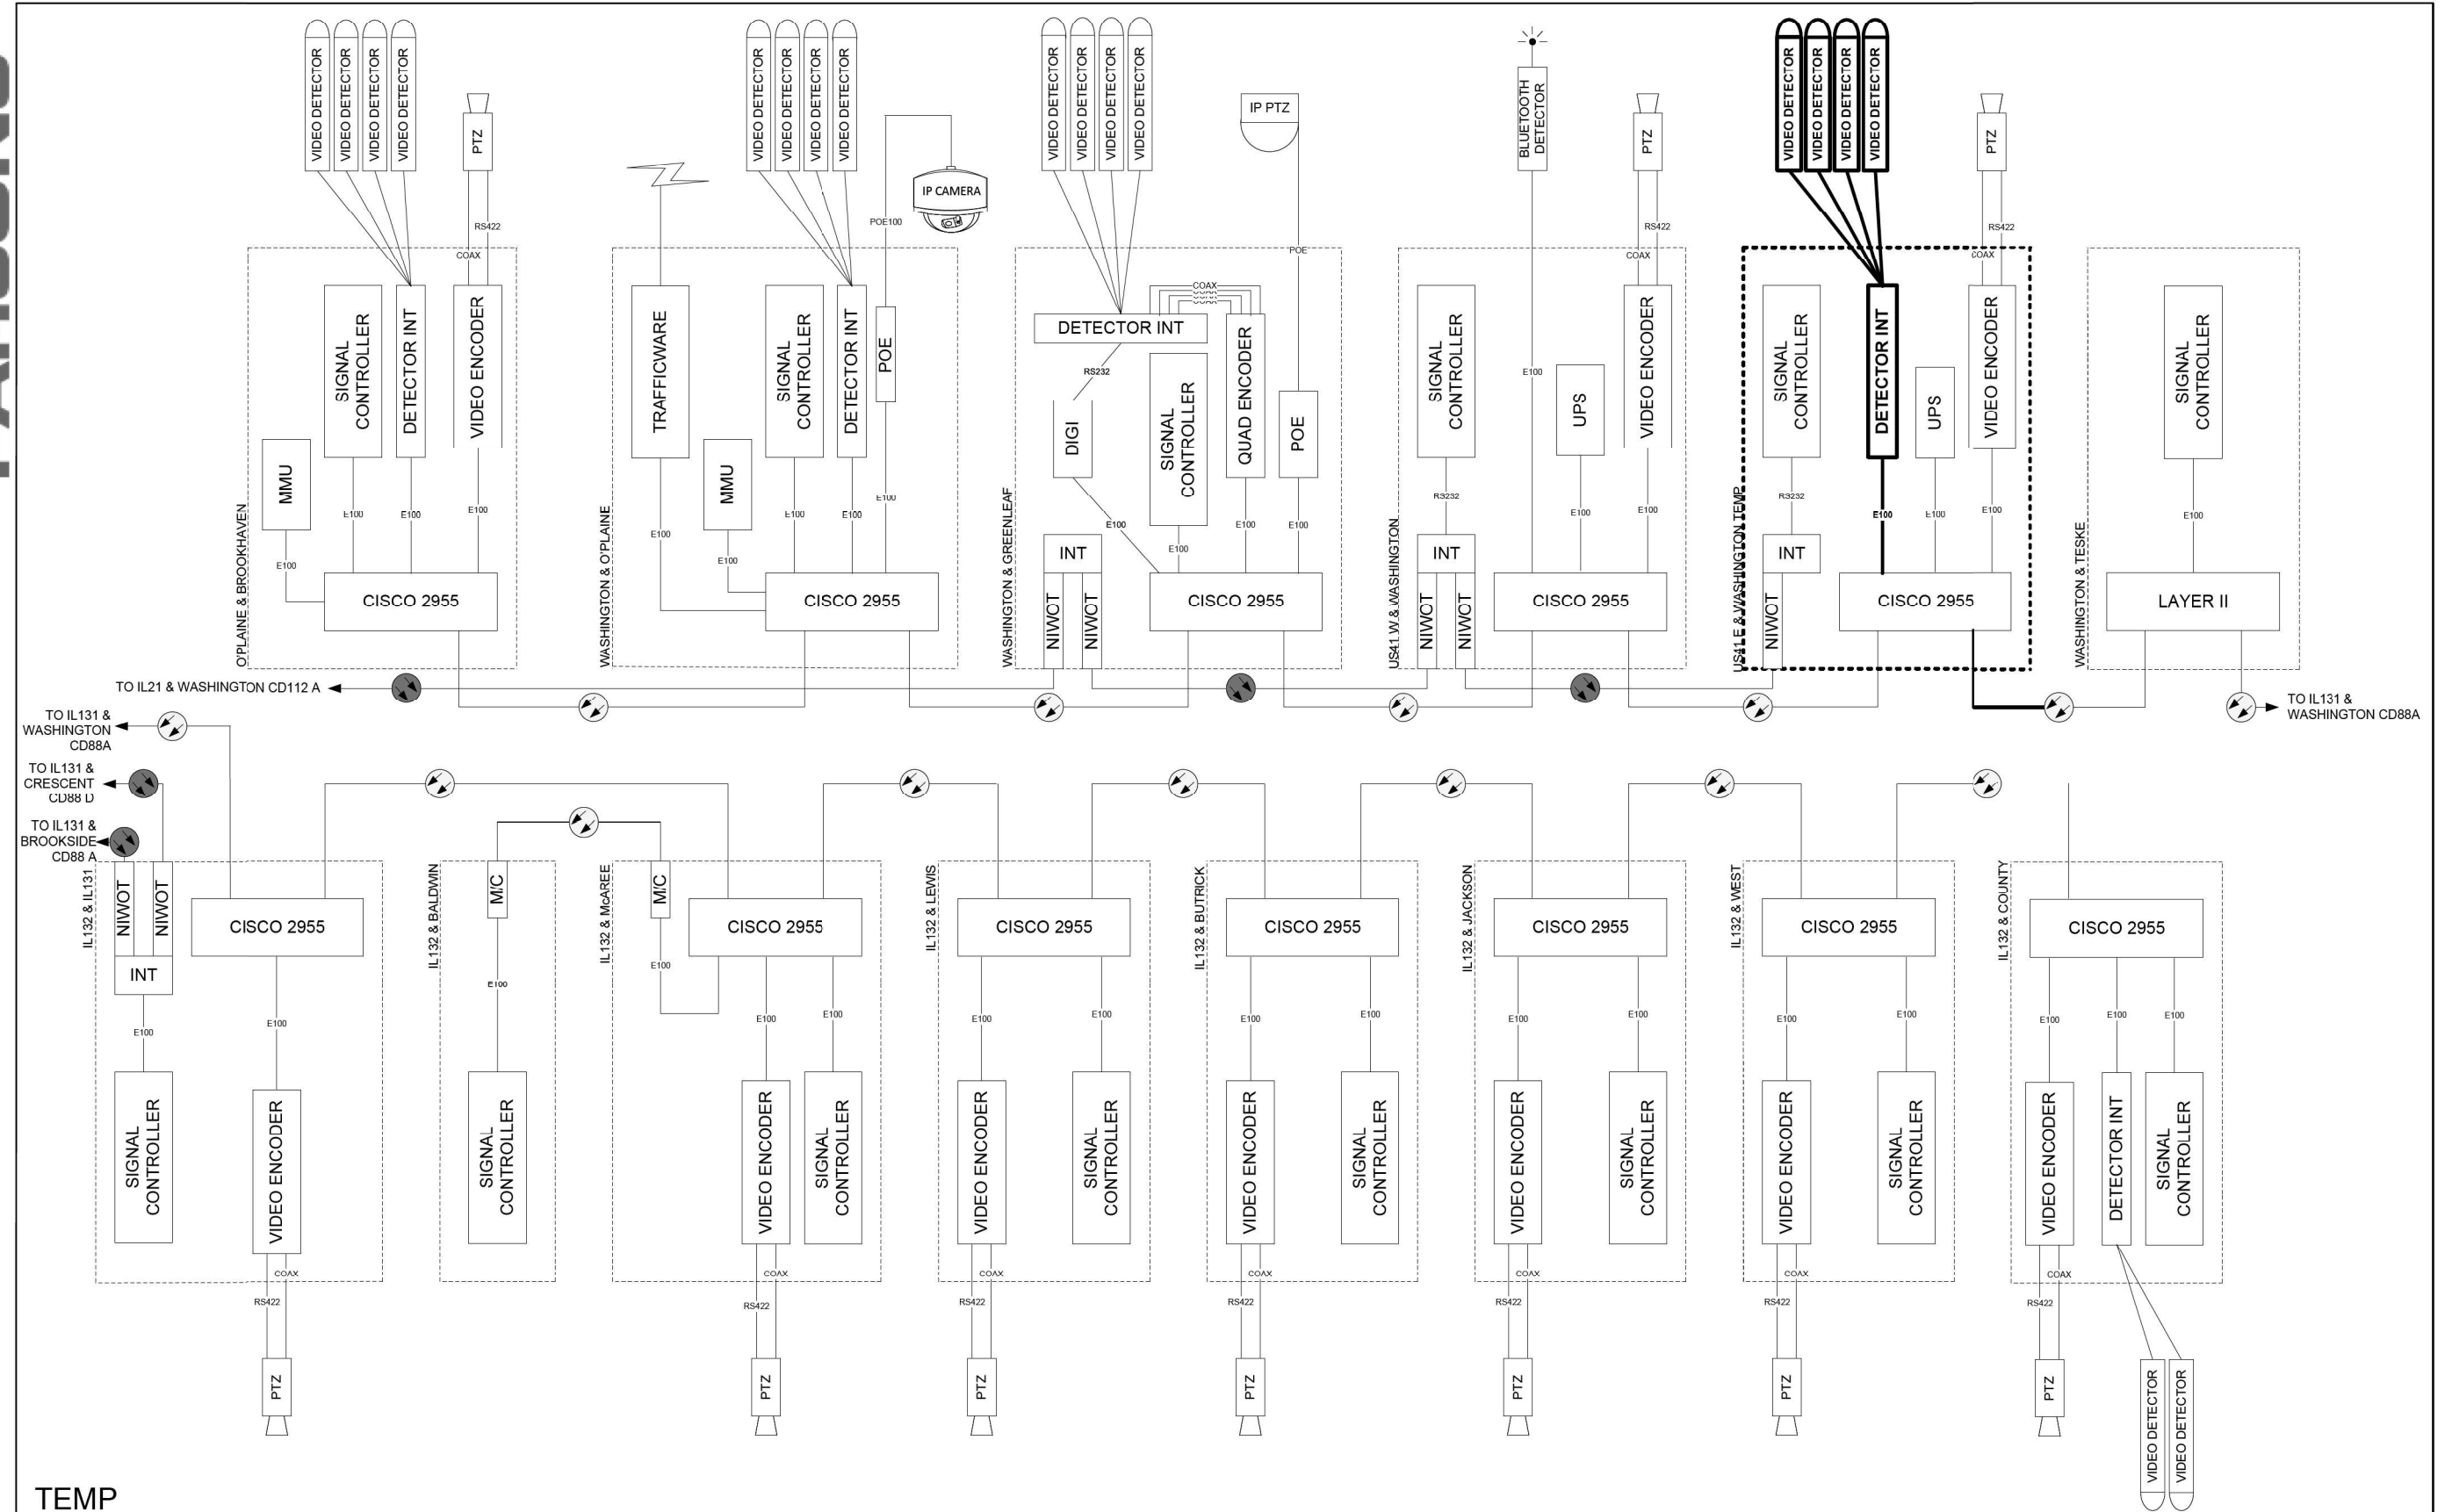 VIDEO DETECTOR
VIDEO DETECTOR
VIDEO DETECTOR
VIDEO DETECTOR
PTZ
RS422
COAX
SIGNAL
CONTROLLER
DETECTOR INT
VIDEO ENCODER
MMU
E100
E100
E100
E100
CISCO 2955
O'PLAINE & BROOKHAVEN
VIDEO DETECTOR
VIDEO DETECTOR
VIDEO DETECTOR
VIDEO DETECTOR
IP CAMERA
POE100
TRAFFICWARE
SIGNAL
CONTROLLER
DETECTOR INT
POE
MMU
E100
E100
E100
E100
E100
CISCO 2955
WASHINGTON & O'PLAINE
VIDEO DETECTOR
VIDEO DETECTOR
VIDEO DETECTOR
VIDEO DETECTOR
IP PTZ
POE
COAX
COAX
COAX
COAX
DETECTOR INT
RS232
DIGI
SIGNAL
CONTROLLER
QUAD ENCODER
POE
E100
E100
E100
E100
INT
NIWOT
NIWOT
CISCO 2955
WASHINGTON & GREENLEAF
BLUETOOTH
DETECTOR
PTZ
RS422
COAX
SIGNAL
CONTROLLER
E100
UPS
VIDEO ENCODER
RS232
E100
E100
INT
NIWOT
NIWOT
CISCO 2955
US41 W & WASHINGTON
VIDEO DETECTOR
VIDEO DETECTOR
VIDEO DETECTOR
VIDEO DETECTOR
PTZ
RS422
COAX
SIGNAL
CONTROLLER
DETECTOR INT
UPS
VIDEO ENCODER
RS232
E100
E100
E100
INT
NIWOT
CISCO 2955
US41 E & WASHINGTON TEMP
SIGNAL
CONTROLLER
E100
LAYER II
WASHINGTON & TESKE
TO IL21 & WASHINGTON CD112 A
TO IL131 &
WASHINGTON CD88A
TO IL131 &
WASHINGTON
CD88A
TO IL131 &
CRESCENT
CD88 D
TO IL131 &
BROOKSIDE
CD88 A
IL132 & IL131
NIWOT
NIWOT
INT
CISCO 2955
E100
E100
SIGNAL
CONTROLLER
VIDEO ENCODER
COAX
RS422
PTZ
IL132 & BALDWIN
M/C
E100
SIGNAL
CONTROLLER
IL132 & McAREE
M/C
CISCO 2955
E100
E100
E100
VIDEO ENCODER
SIGNAL
CONTROLLER
COAX
RS422
PTZ
IL132 & LEWIS
CISCO 2955
E100
E100
VIDEO ENCODER
SIGNAL
CONTROLLER
COAX
RS422
PTZ
IL132 & BUTRICK
CISCO 2955
E100
E100
VIDEO ENCODER
SIGNAL
CONTROLLER
COAX
RS422
PTZ
IL132 & JACKSON
CISCO 2955
E100
E100
VIDEO ENCODER
SIGNAL
CONTROLLER
COAX
RS422
PTZ
IL132 & WEST
CISCO 2955
E100
E100
VIDEO ENCODER
SIGNAL
CONTROLLER
COAX
RS422
PTZ
IL132 & COUNTY
CISCO 2955
E100
E100
E100
VIDEO ENCODER
DETECTOR INT
SIGNAL
CONTROLLER
COAX
RS422
PTZ
VIDEO DETECTOR
VIDEO DETECTOR
TEMP